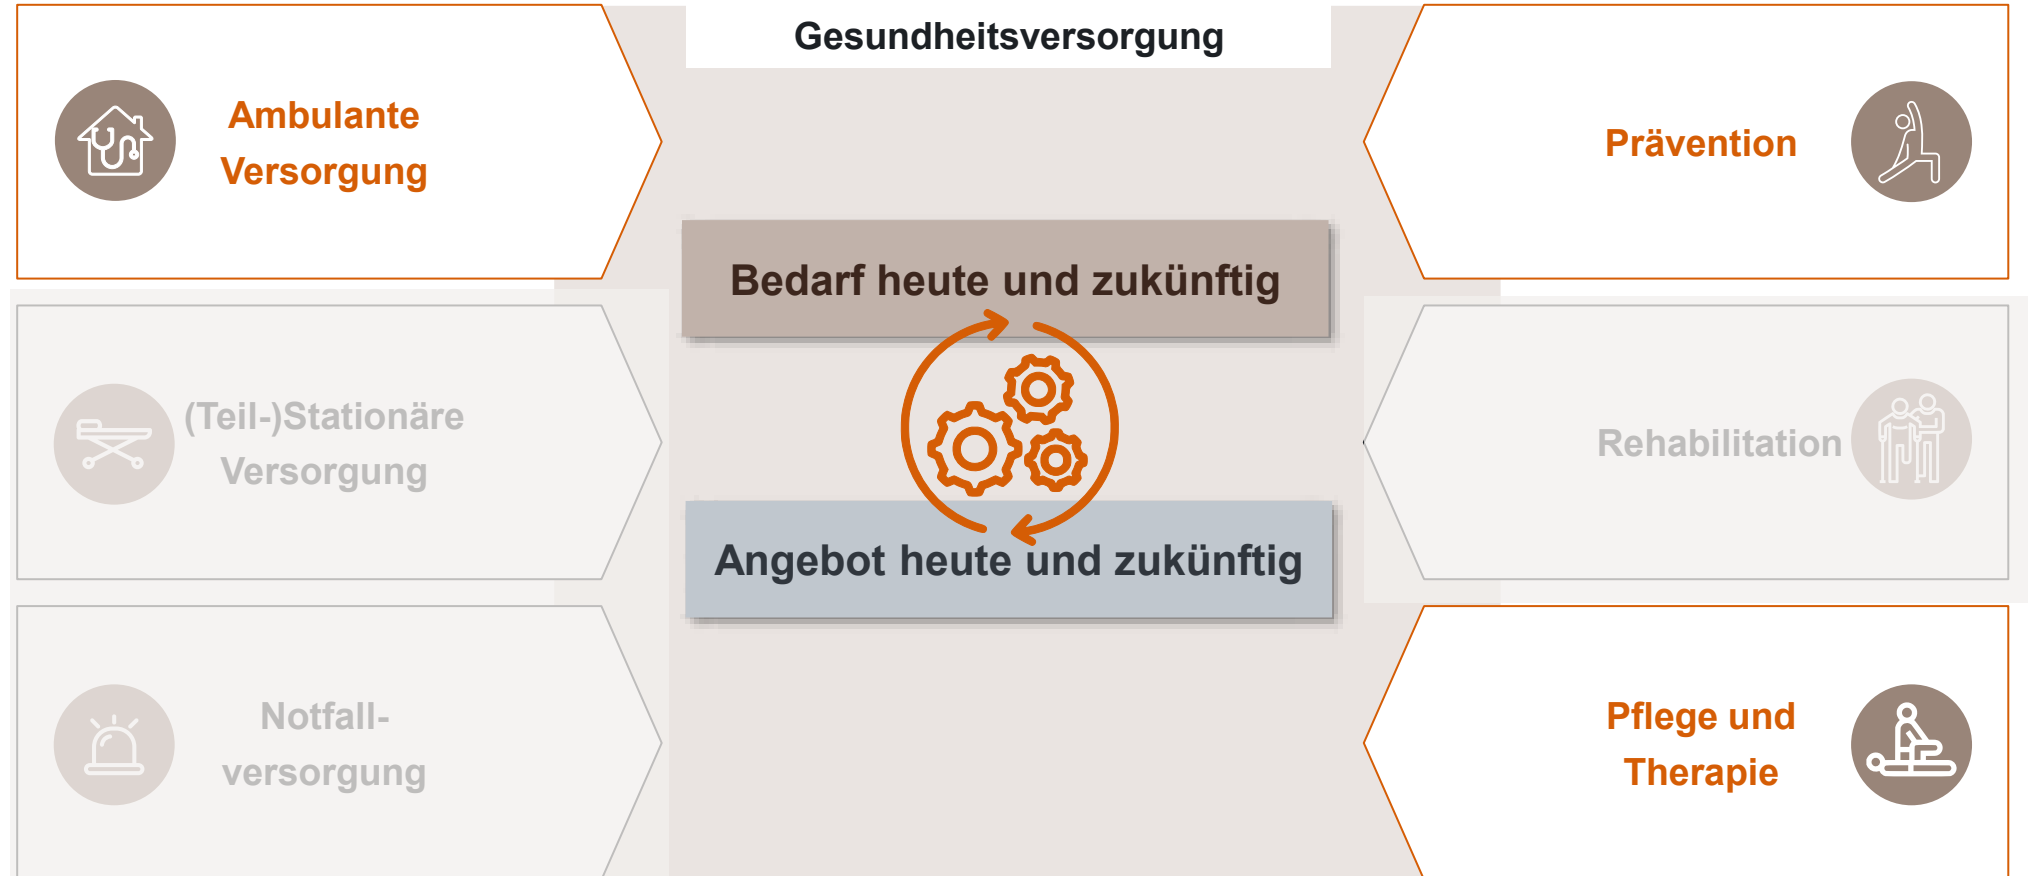 Gesundheitsversorgung
Ambulante
Versorgung
(Teil-)Stationäre
Versorgung
Notfall-
versorgung
Bedarf heute und zukünftig
Angebot heute und zukünftig
Prävention
Rehabilitation
Pflege und
Therapie